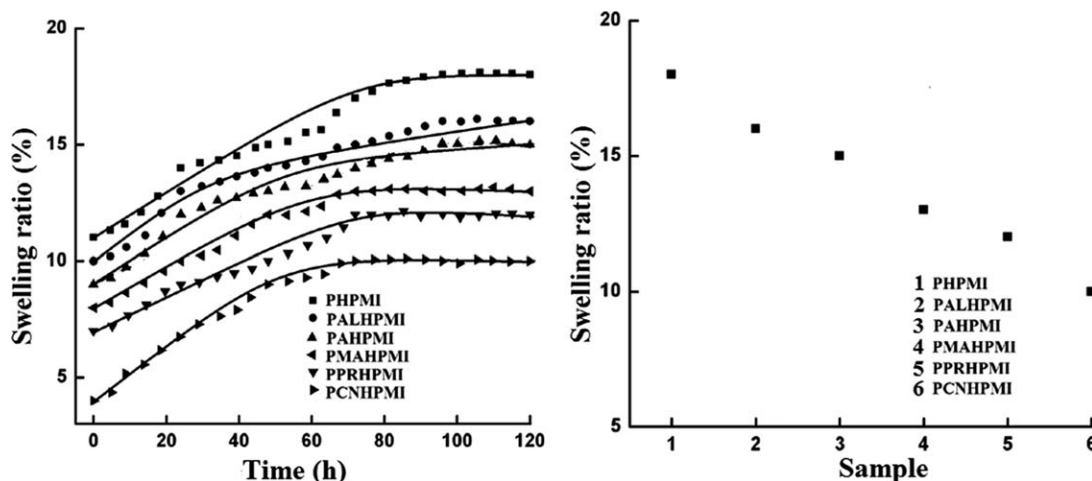 20
15
10
5
Swelling ratio (%)
PHPMI
PALHPMI
PAHPMI
PMAHPMI
PPRHPMI
PCNHPMI
0 20 40 60 80 100 120
Time (h)
20
15
10
5
Swelling ratio (%)
1 PHPMI
2 PALHPMI
3 PAHPMI
4 PMAHPMI
5 PPRHPMI
6 PCNHPMI
1 2 3 4 5 6
Sample